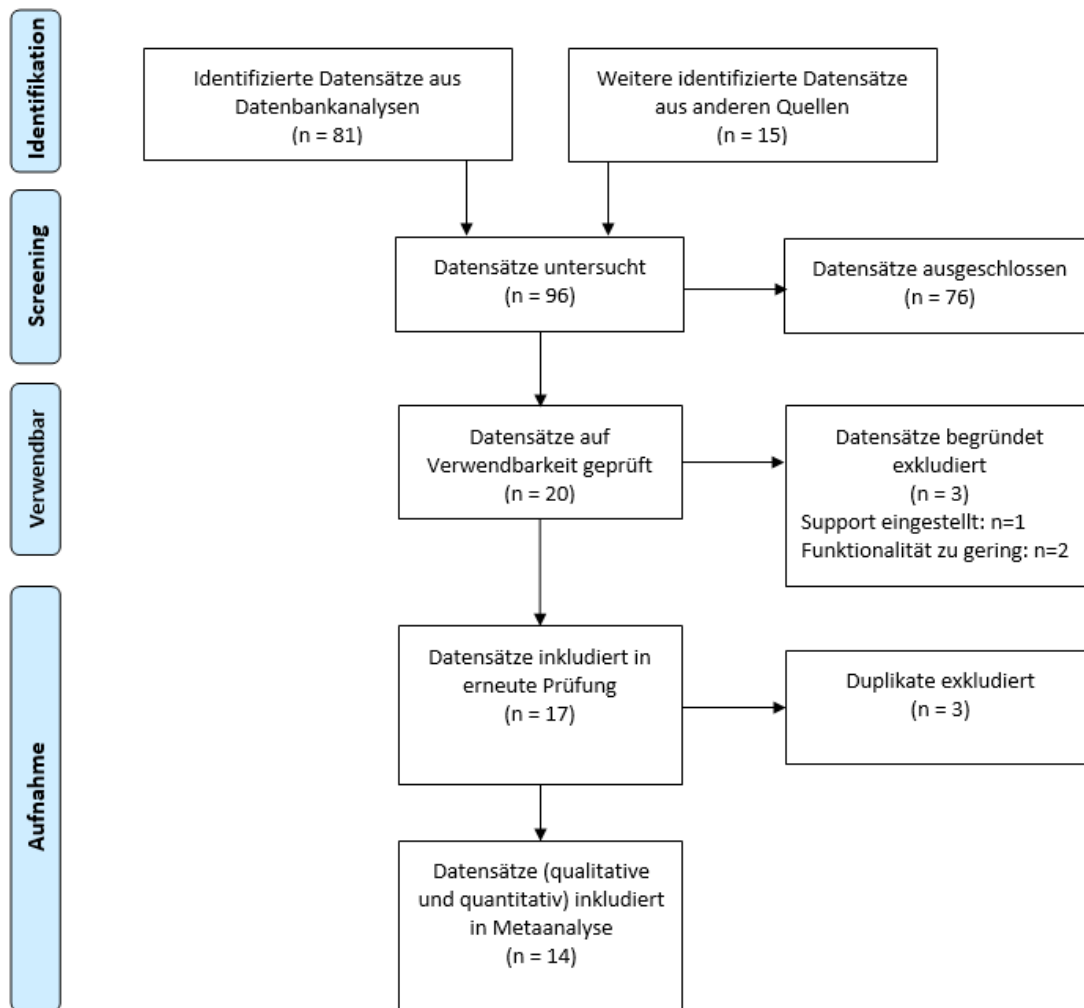 Identifikation
Identifizierte Datensätze aus
Datenbankanalysen
(n = 81)
Weitere identifizierte Datensätze
aus anderen Quellen
(n = 15)
Screening
Datensätze untersucht
(n = 96)
Datensätze ausgeschlossen
(n = 76)
Verwendbar
Datensätze auf
Verwendbarkeit geprüft
(n = 20)
Datensätze begründet
exkludiert
(n = 3)
Support eingestellt: n=1
Funktionalität zu gering: n=2
Aufnahme
Datensätze inkludiert in
erneute Prüfung
(n = 17)
Duplikate exkludiert
(n = 3)
Datensätze (qualitative
und quantitativ) inkludiert
in Metaanalyse
(n = 14)